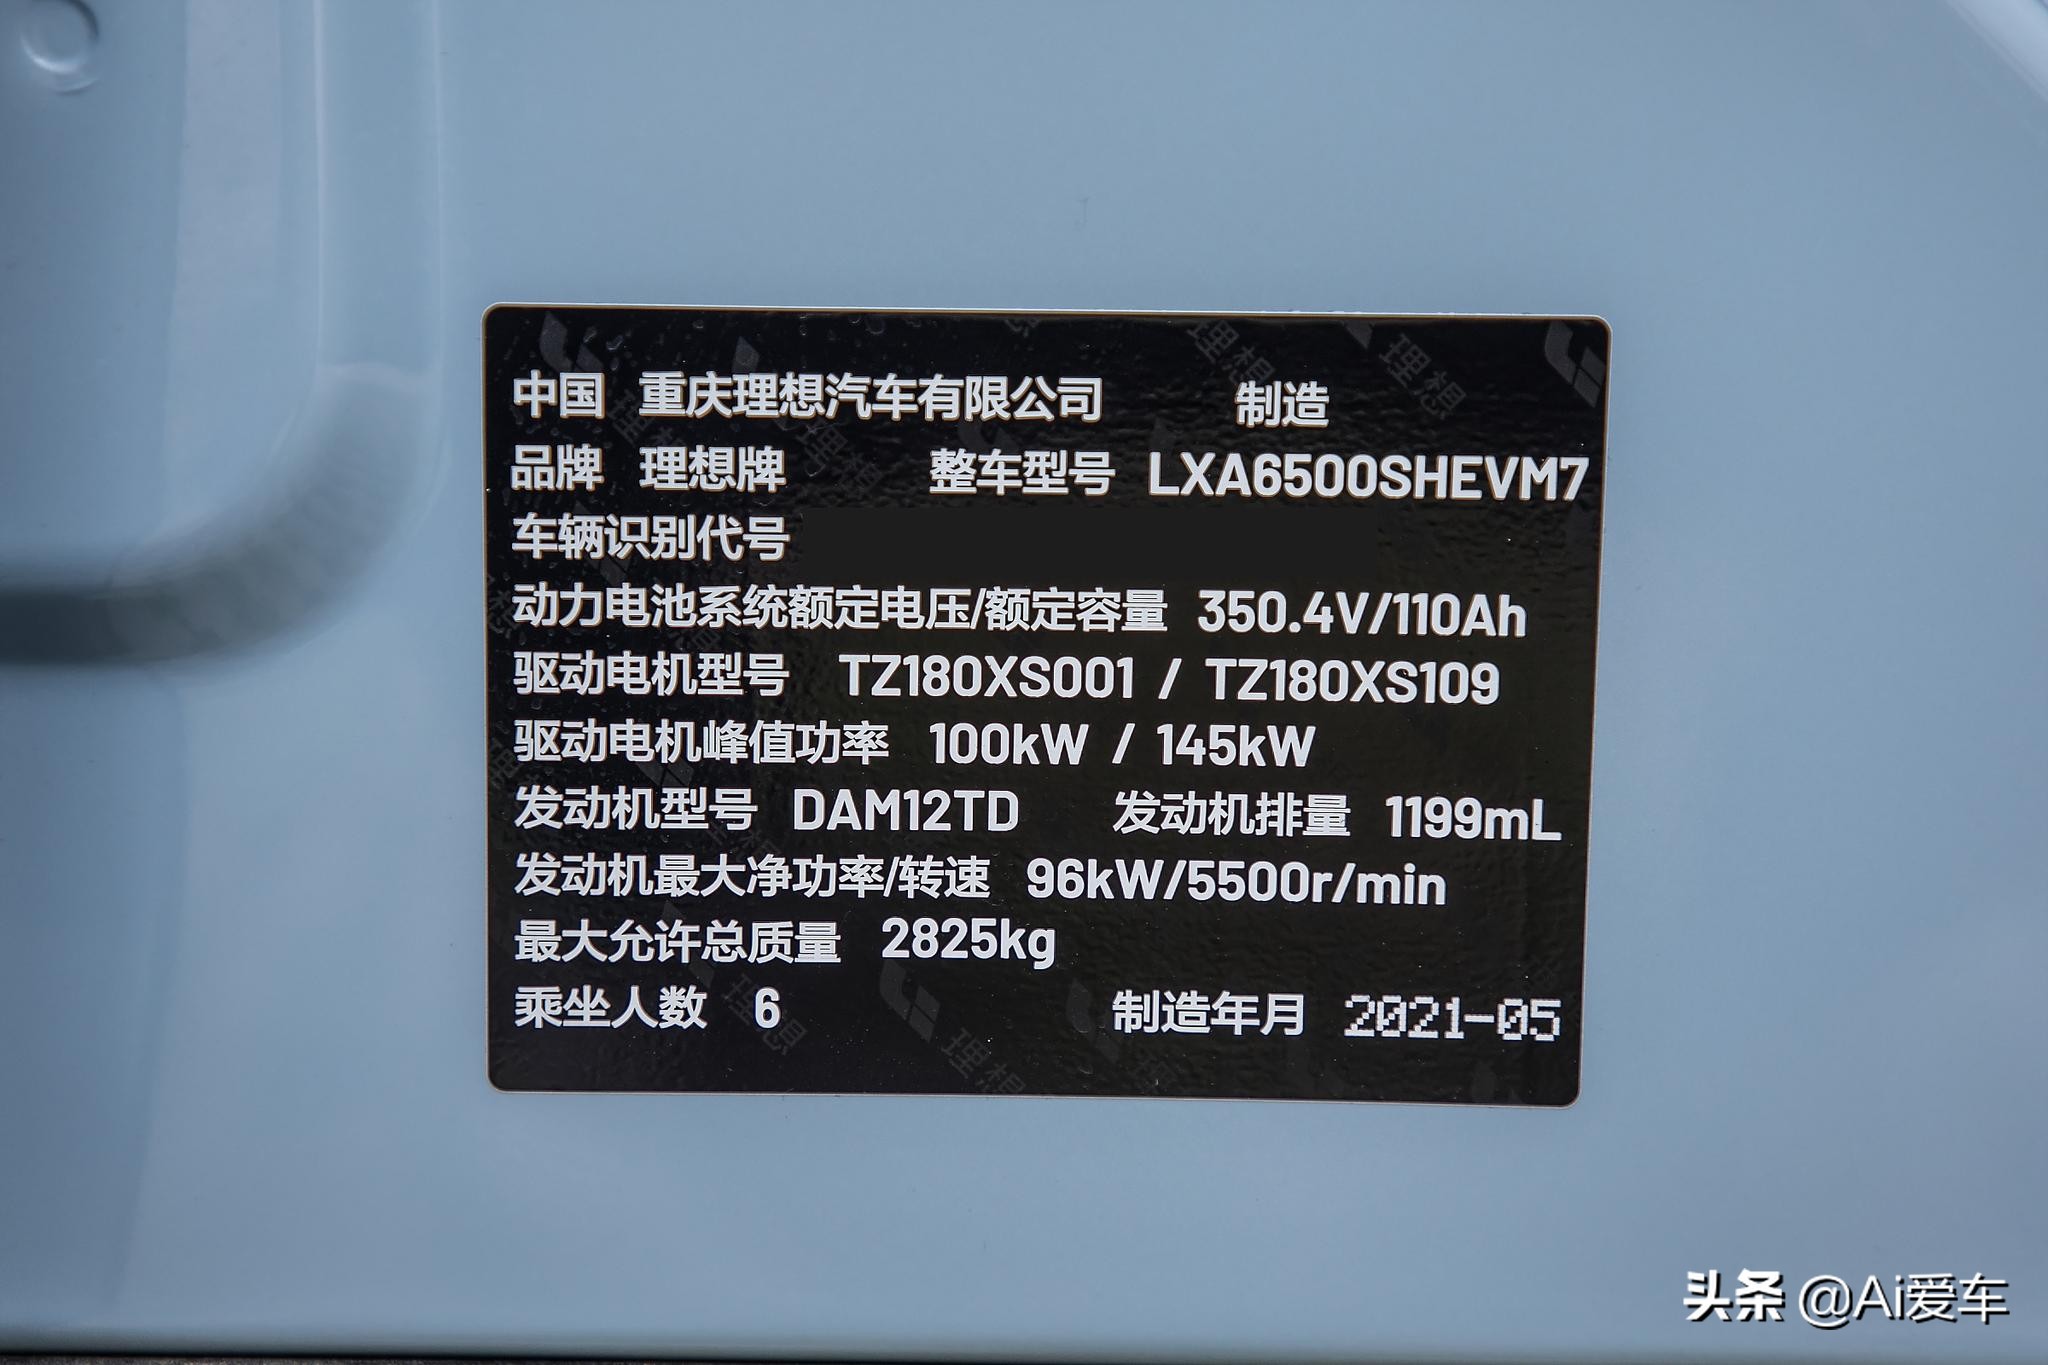 中国 重庆理想汽车有限公司 制造
品牌 理想牌 整车型号 LXA6500SHEVM7
车辆识别代号
动力电池系统额定电压/额定容量 350.4V/110Ah
驱动电机型号 TZ180XS001 / TZ180XS109
驱动电机峰值功率 100kW / 145kW
发动机型号 DAM12TD 发动机排量 1199mL
发动机最大净功率/转速 96kW/5500r/min
最大允许总质量 2825kg
乘坐人数 6 制造年月 2021-05
头条 @Ai爱车